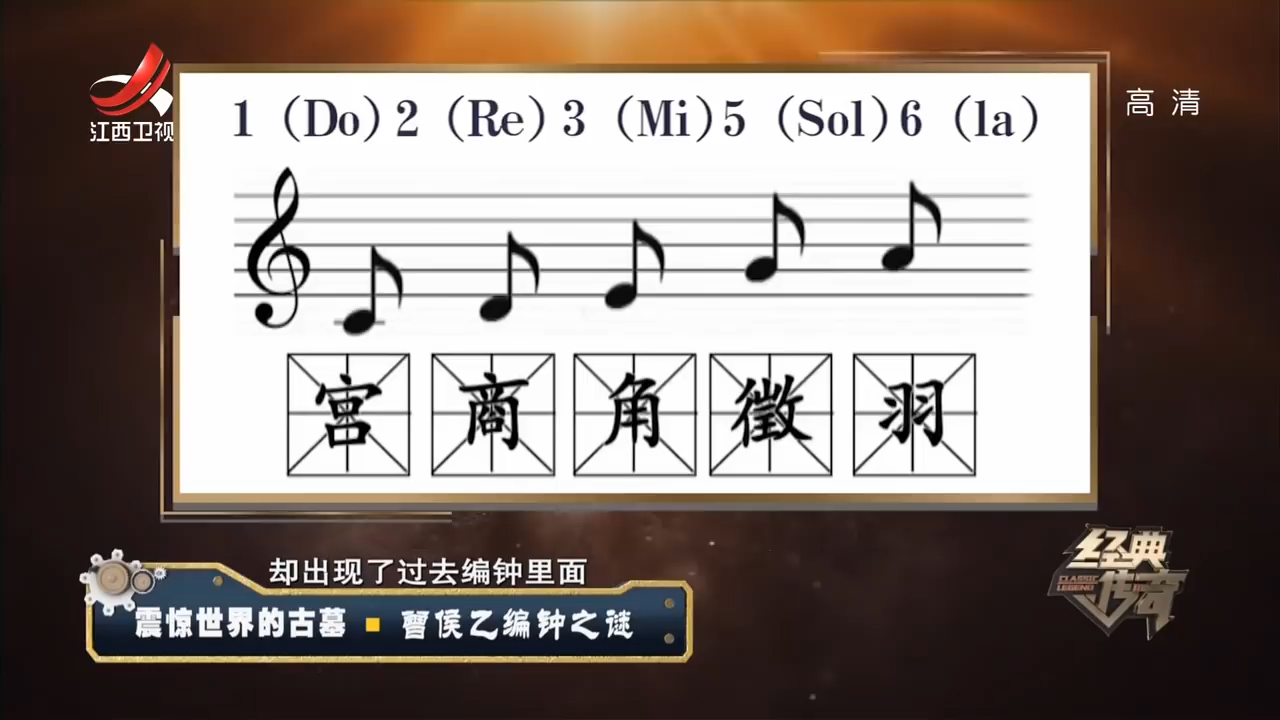 江西卫视
高清
1 (Do) 2 (Re) 3 (Mi) 5 (Sol) 6 (la)
宮 商 角 徵 羽
却出现了过去编钟里面
震惊世界的古墓 ■ 曾侯乙编钟之谜
经典传奇
CLASSIC LEGEND